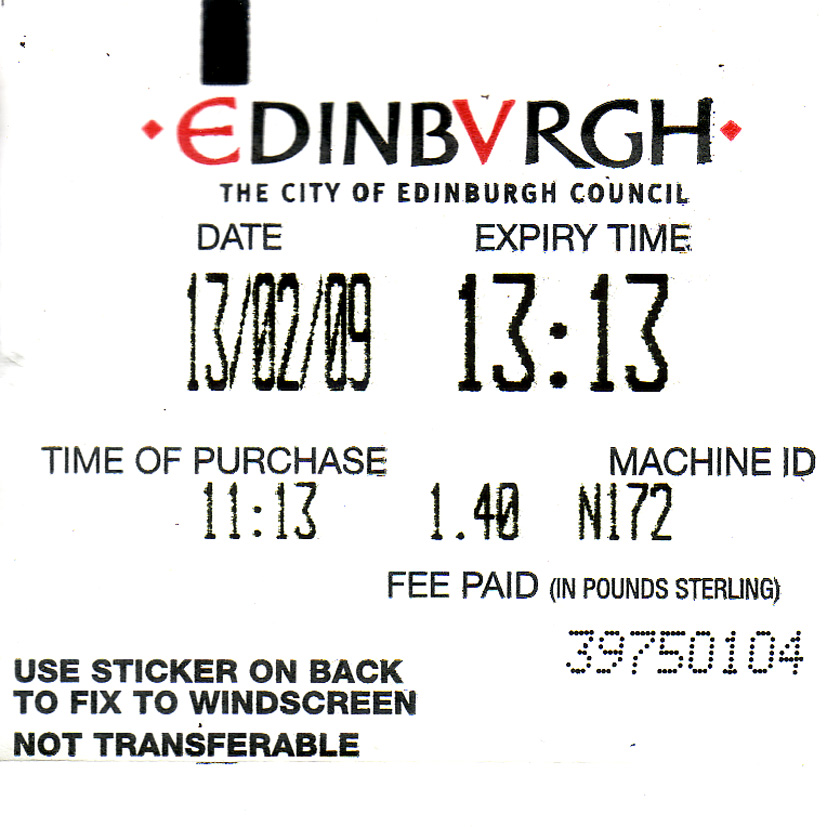 EDINBVRGH
THE CITY OF EDINBURGH COUNCIL
DATE EXPIRY TIME
13/02/09 13:13
TIME OF PURCHASE MACHINE ID
11:13 1.40 N172
FEE PAID (IN POUNDS STERLING)
39750104
USE STICKER ON BACK
TO FIX TO WINDSCREEN
NOT TRANSFERABLE